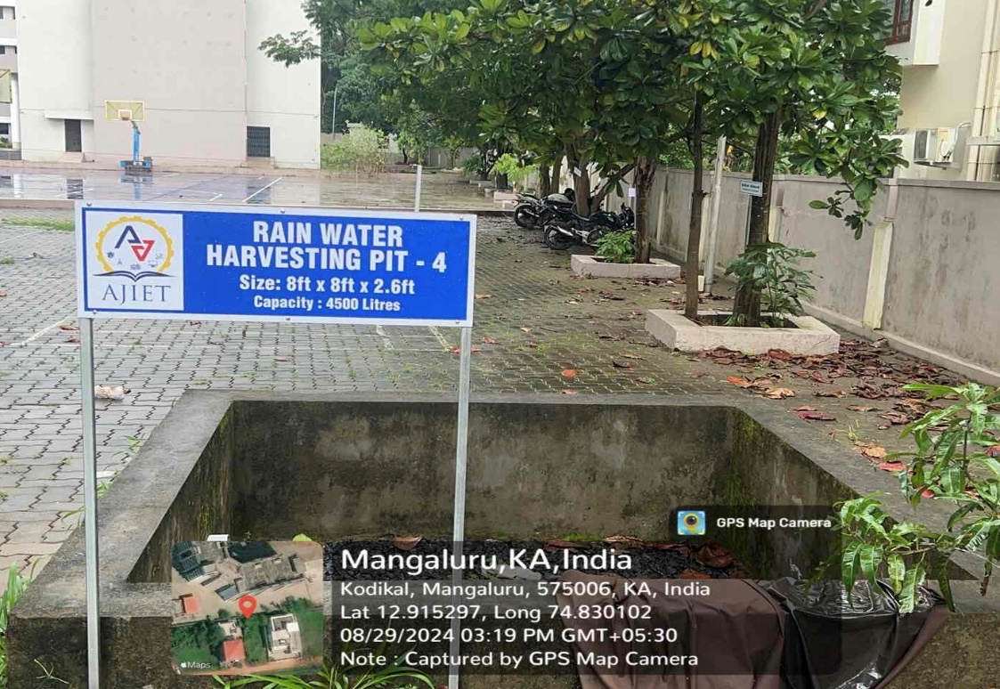 RAIN WATER
HARVESTING PIT - 4
Size: 8ft x 8ft x 2.6ft
Capacity : 4500 Litres
AJIET
GPS Map Camera
Mangaluru,KA,India
Kodikal, Mangaluru, 575006, KA, India
Lat 12.915297, Long 74.830102
08/29/2024 03:19 PM GMT+05:30
Note : Captured by GPS Map Camera
Maps